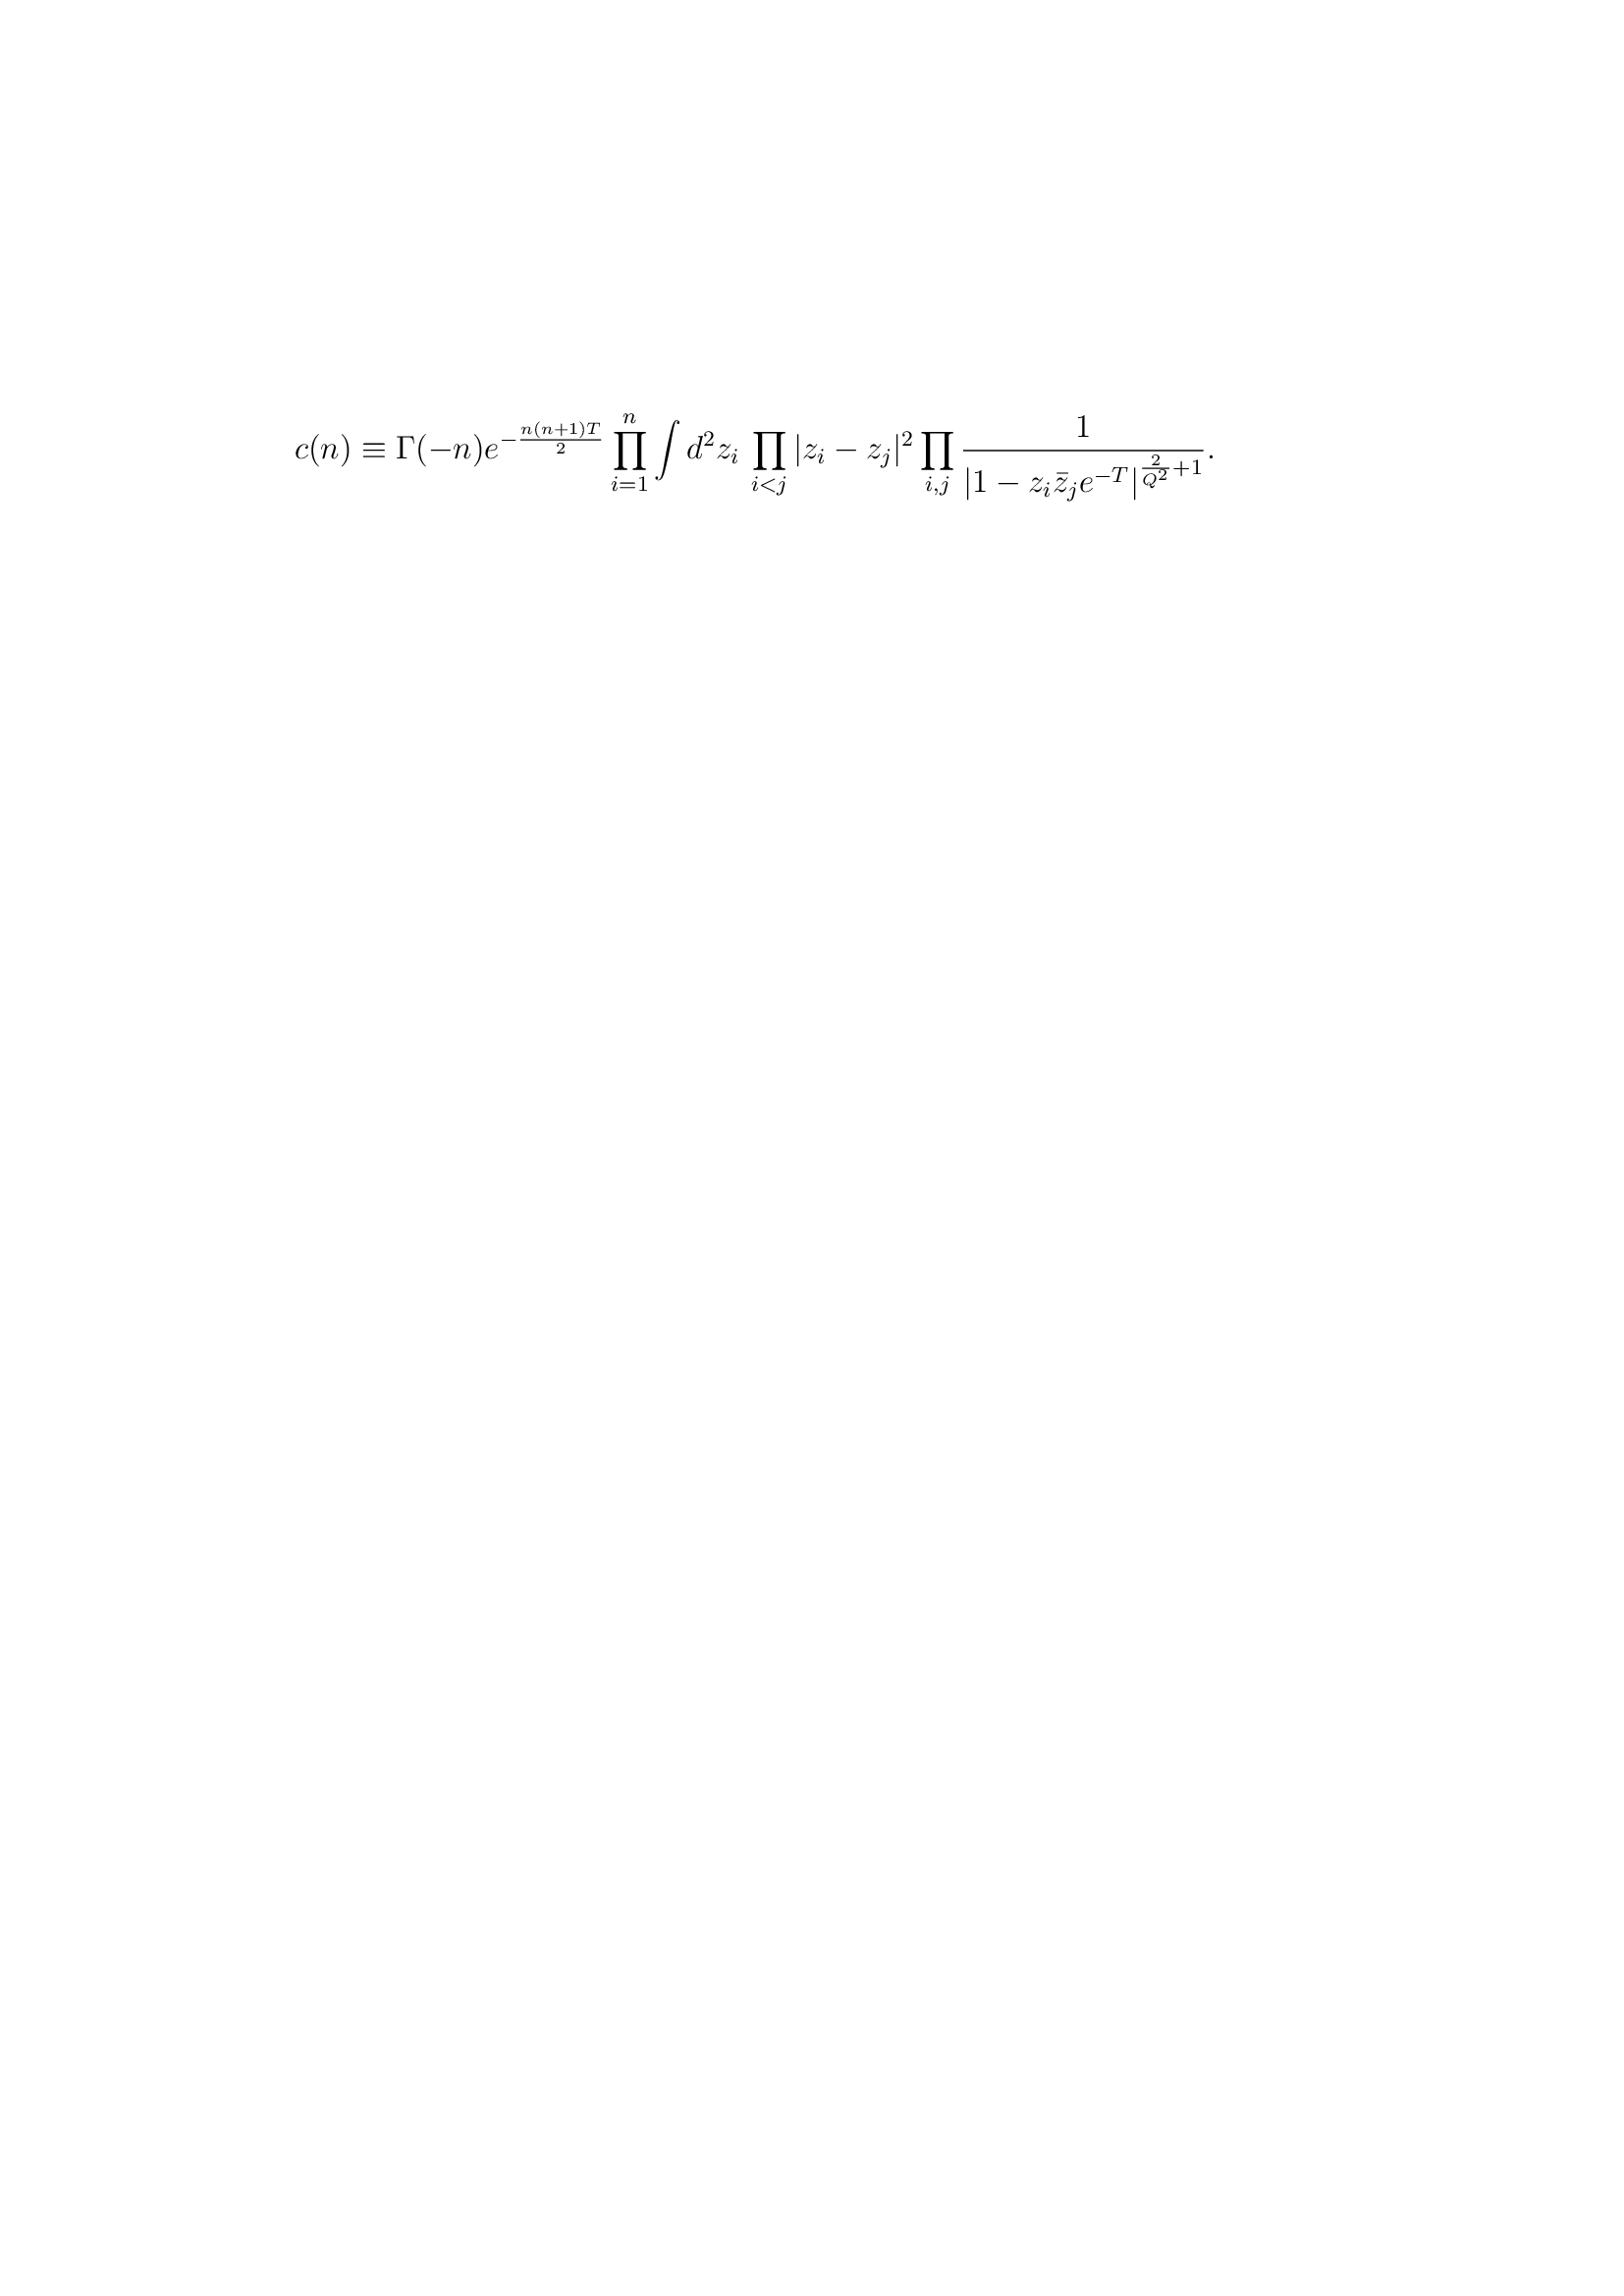 $$c(n) \equiv \Gamma(-n) e^{-\frac{n(n+1)T}{2}} \prod_{i=1}^{n} \int d^2 z_i \prod_{i<j} |z_i - z_j|^2 \prod_{i,j} \frac{1}{|1 - z_i \bar{z}_j e^{-T}|^{\frac{2}{Q^2}+1}}.$$